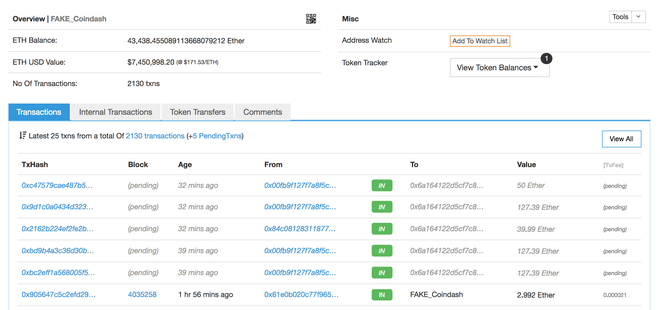 Overview | FAKE_Coindash
ETH Balance: 43,438.455089113668079212 Ether
ETH USD Value: $7,450,998.20 (@ $171.53/ETH)
No Of Transactions: 2130 txns
Misc Tools
Address Watch Add To Watch List
Token Tracker View Token Balances 1
Transactions Internal Transactions Token Transfers Comments
Latest 25 txns from a total Of 2130 transactions (+5 PendingTxns) View All
TxHash Block Age From To Value [TxFee]
0xc47579cae487b5... (pending) 32 mins ago 0x00fb9f127f7a8f5c... IN 0x6a164122d5cf7c8... 50 Ether (pending)
0x9d1c0a0434d323... (pending) 32 mins ago 0x00fb9f127f7a8f5c... IN 0x6a164122d5cf7c8... 127.39 Ether (pending)
0x2162b224ef2fe2b... (pending) 32 mins ago 0x84c08128311877... IN 0x6a164122d5cf7c8... 39.99 Ether (pending)
0xbd9b4a3c36d30b... (pending) 39 mins ago 0x00fb9f127f7a8f5c... IN 0x6a164122d5cf7c8... 127.39 Ether (pending)
0xbc2eff1a568005f5... (pending) 39 mins ago 0x00fb9f127f7a8f5c... IN 0x6a164122d5cf7c8... 127.39 Ether (pending)
0x905647c5c2efd29... 4035258 1 hr 56 mins ago 0x61e0b020c77f965... IN FAKE_Coindash 2.992 Ether 0.000021